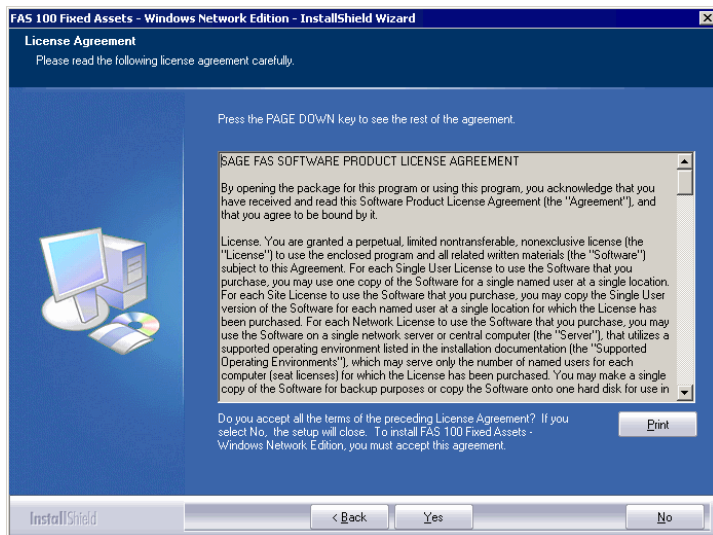 FAS 100 Fixed Assets - Windows Network Edition - InstallShield Wizard
License Agreement
Please read the following license agreement carefully.
Press the PAGE DOWN key to see the rest of the agreement.
SAGE FAS SOFTWARE PRODUCT LICENSE AGREEMENT
By opening the package for this program or using this program, you acknowledge that you
have received and read this Software Product License Agreement (the "Agreement"), and
that you agree to be bound by it.
License. You are granted a perpetual, limited nontransferable, nonexclusive license (the
"License") to use the enclosed program and all related written materials (the "Software")
subject to this Agreement. For each Single User License to use the Software that you
purchase, you may use one copy of the Software for a single named user at a single location.
For each Site License to use the Software that you purchase, you may copy the Single User
version of the Software for each named user at a single location for which the License has
been purchased. For each Network License to use the Software that you purchase, you may
use the Software on a single network server or central computer (the "Server"), that utilizes a
supported operating environment listed in the installation documentation (the "Supported
Operating Environments"), which may serve only the number of named users for each
computer (seat licenses) for which the License has been purchased. You may make a single
copy of the Software for backup purposes or copy the Software onto one hard disk for use in
Do you accept all the terms of the preceding License Agreement? If you
select No, the setup will close. To install FAS 100 Fixed Assets -
Windows Network Edition, you must accept this agreement.
Print
InstallShield
< Back
Yes
No